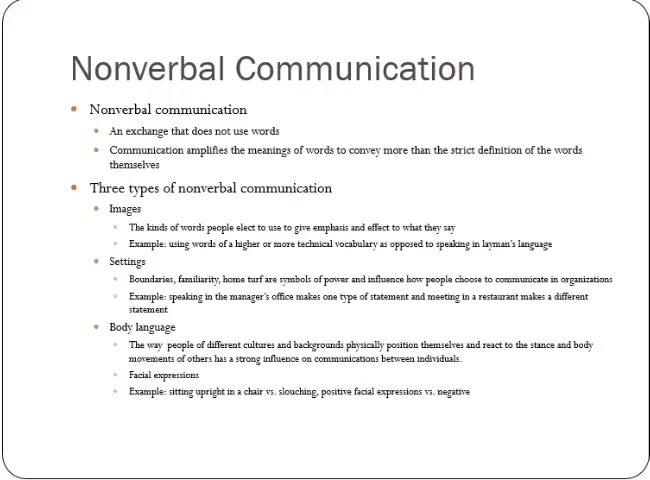 Nonverbal Communication
Nonverbal communication
An exchange that does not use words
Communication amplifies the meanings of words to convey more than the strict definition of the words
themselves
Three types of nonverbal communication
Images
The kinds of words people elect to use to give emphasis and effect to what they say
Example: using words of a higher or more technical vocabulary as opposed to speaking in layman's language
Settings
Boundaries, familiarity, home turf are symbols of power and influence how people choose to communicate in organizations
Example: speaking in the manager's office makes one type of statement and meeting in a restaurant makes a different
statement
Body language
The way people of different cultures and backgrounds physically position themselves and react to the stance and body
movements of others has a strong influence on communications between individuals.
Facial expressions
Example: sitting upright in a chair vs. slouching, positive facial expressions vs. negative